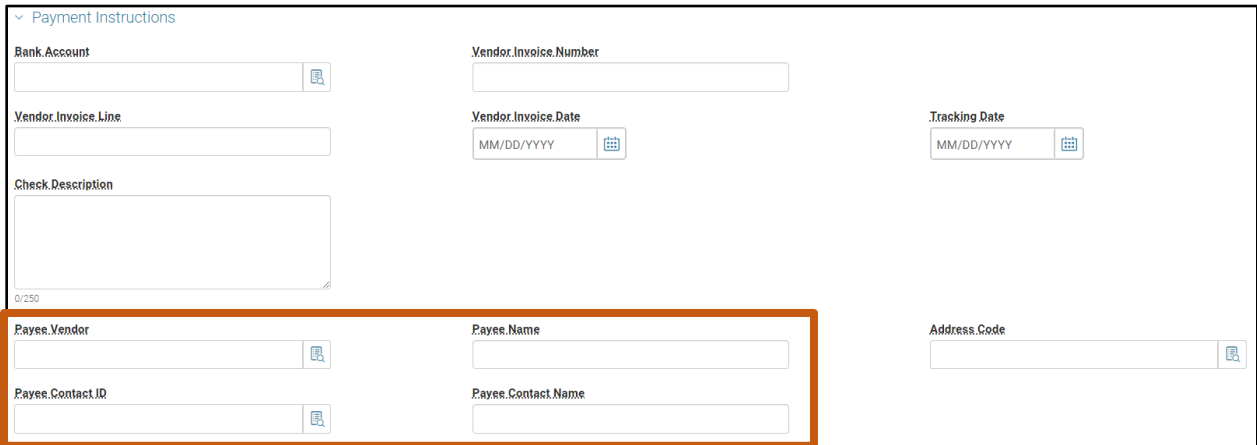 Payment Instructions
Bank Account Vendor Invoice Number
Vendor Invoice Line Vendor Invoice Date Tracking Date
MM/DD/YYYY MM/DD/YYYY
Check Description
0/250
Payee Vendor Payee Name Address Code
Payee Contact ID Payee Contact Name